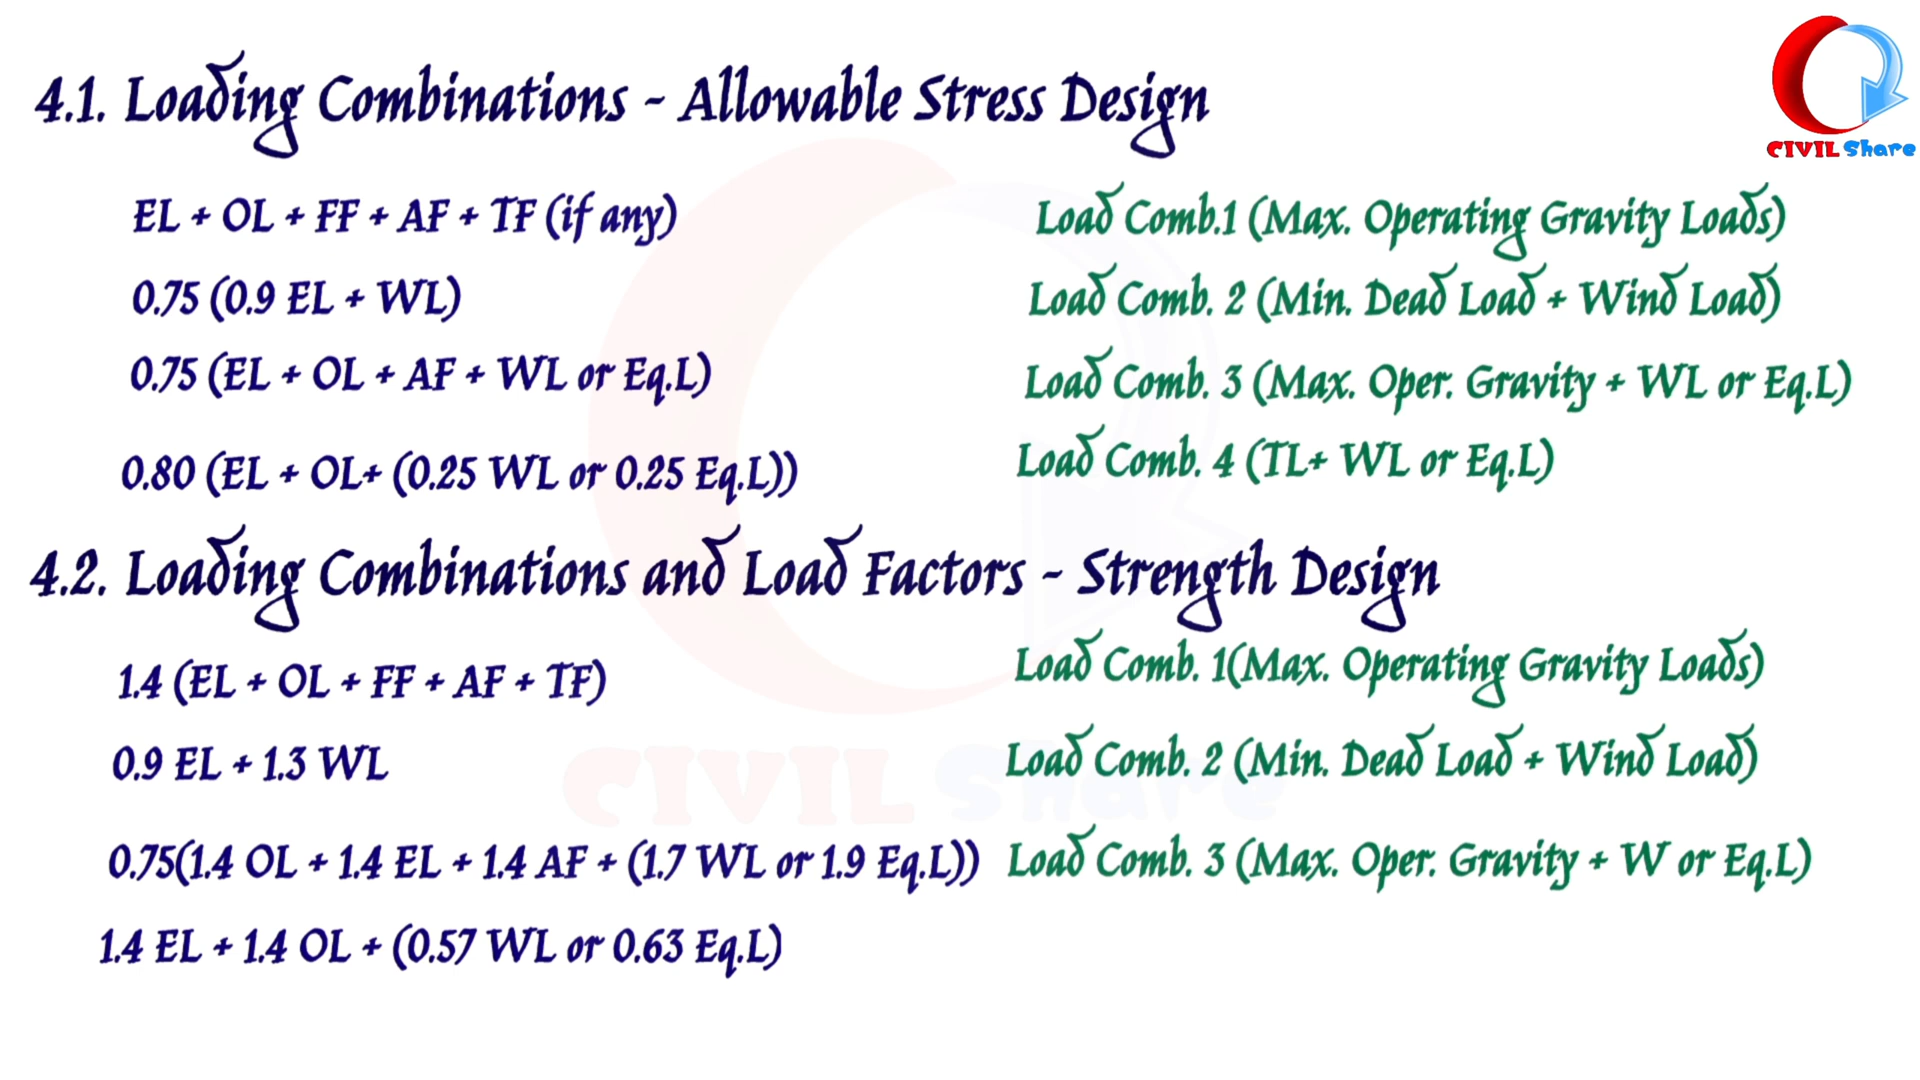 CIVIL Share
4.1. Loading Combinations - Allowable Stress Design
EL + OL + FF + AF + TF (if any)
Load Comb.1 (Max. Operating Gravity Loads)
0.75 (0.9 EL + WL)
Load Comb. 2 (Min. Dead Load + Wind Load)
0.75 (EL + OL + AF + WL or Eq.L)
Load Comb. 3 (Max. Oper. Gravity + WL or Eq.L)
0.80 (EL + OL+ (0.25 WL or 0.25 Eq.L))
Load Comb. 4 (TL+ WL or Eq.L)
4.2. Loading Combinations and Load Factors - Strength Design
1.4 (EL + OL + FF + AF + TF)
Load Comb. 1(Max. Operating Gravity Loads)
0.9 EL + 1.3 WL
Load Comb. 2 (Min. Dead Load + Wind Load)
CIVIL Share
0.75(1.4 OL + 1.4 EL + 1.4 AF + (1.7 WL or 1.9 Eq.L))
Load Comb. 3 (Max. Oper. Gravity + W or Eq.L)
1.4 EL + 1.4 OL + (0.57 WL or 0.63 Eq.L)